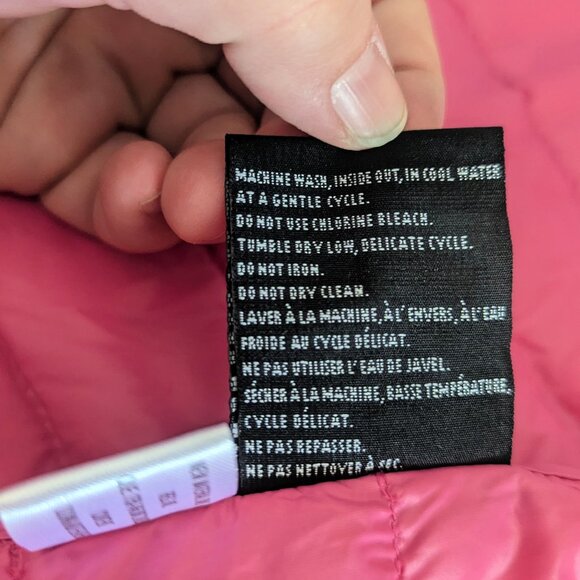 MACHINE WASH, INSIDE OUT, IN COOL WATER
AT A GENTLE CYCLE.
DO NOT USE CHLORINE BLEACH.
TUMBLE DRY LOW, DELICATE CYCLE.
DO NOT IRON.
DO NOT DRY CLEAN.
LAVER À LA MACHINE, À L'ENVERS, À L'EAU
FROIDE AU CYCLE DÉLICAT.
NE PAS UTILISER L'EAU DE JAVEL.
SÉCHER À LA MACHINE, BASSE TEMPÉRATURE,
CYCLE DÉLICAT.
NE PAS REPASSER.
NE PAS NETTOYER À SEC.